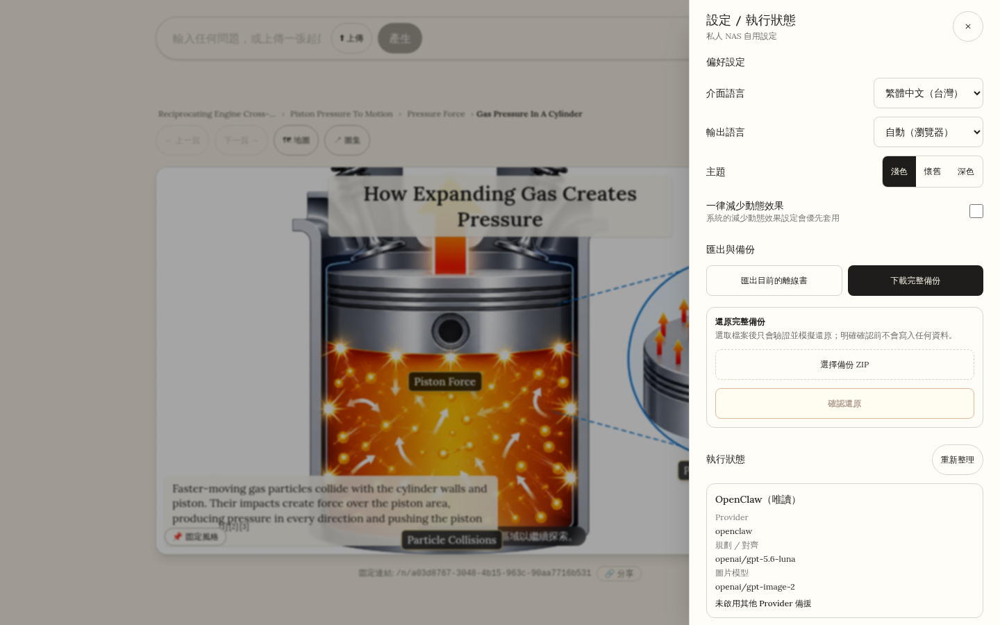 輸入任何問題，或上傳一張起
⬆上傳
產生
Reciprocating Engine Cross-... › Piston Pressure To Motion › Pressure Force › Gas Pressure In A Cylinder
← 上一頁
下一頁 →
🗺 地圖
↗ 圖集
How Expanding Gas Creates
Pressure
Piston Force
Faster-moving gas particles collide with the cylinder walls and
piston. Their impacts create force over the piston area,
producing pressure in every direction and pushing the piston
[1][2][3]
📌 固定風格
Particle Collisions
區域以繼續探索。
P
固定連結: /n/a03d8767-3048-4b15-963c-90aa7716b531
🔗 分享
設定 / 執行狀態
私人 NAS 自用設定
×
偏好設定
介面語言
繁體中文（台灣）
輸出語言
自動（瀏覽器）
主題
淺色
懷舊
深色
一律減少動態效果
系統的減少動態效果設定會優先套用
匯出與備份
匯出目前的離線書
下載完整備份
還原完整備份
選取檔案後只會驗證並模擬還原；明確確認前不會寫入任何資料。
選擇備份 ZIP
確認還原
執行狀態
重新整理
OpenClaw（唯讀）
Provider
openclaw
規劃 / 對齊
openai/gpt-5.6-luna
圖片模型
openai/gpt-image-2
未啟用其他 Provider 備援